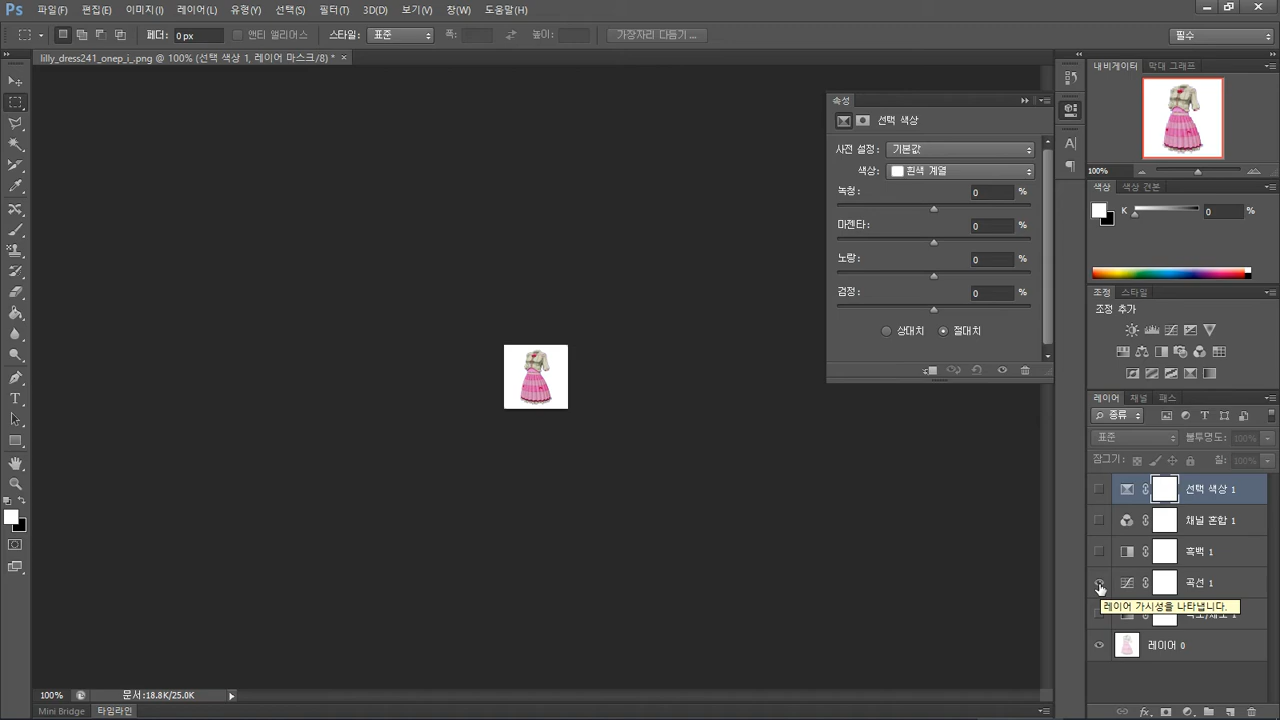 Ps 파일(F) 편집(E) 이미지(I) 레이어(L) 유형(Y) 선택(S) 필터(T) 3D(D) 보기(V) 창(W) 도움말(H)
페더: 0 px 앤티 앨리어스 스타일: 표준 폭: 높이: 가장자리 다듬기 ... 필수
lilly_dress241_onep_i_.png @ 100% (선택 색상 1, 레이어 마스크/8) * ×
내비게이터 막대 그래프
속성
선택 색상
사전 설정: 기본값
색상: 흰색 계열
녹청: 0 %
마젠타: 0 %
노랑: 0 %
검정: 0 %
상대치 절대치
100%
색상 색상 견본
K 0 %
조정 스타일
조정 추가
레이어 채널 패스
종류
표준 불투명도: 100%
잠그기: 칠: 100%
선택 색상 1
채널 혼합 1
흑백 1
곡선 1
레이어 가시성을 나타냅니다.
레이어 0
100% 문서:18.8K/25.0K
Mini Bridge 타임라인